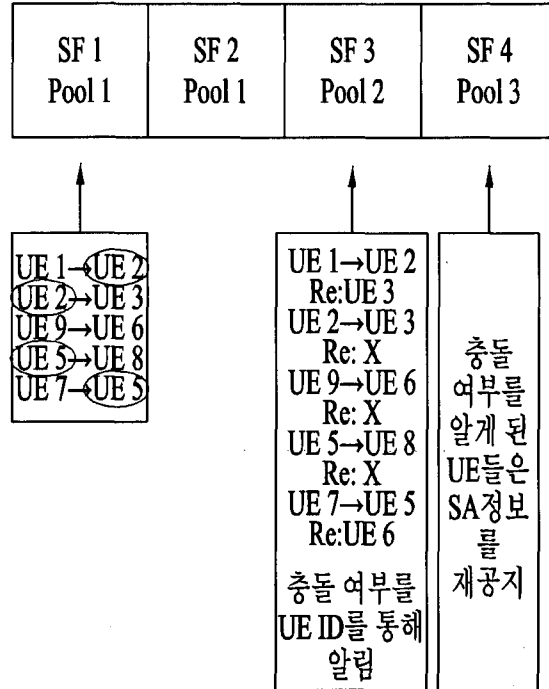 SF 1
Pool 1
SF 2
Pool 1
SF 3
Pool 2
SF 4
Pool 3
UE 1→UE 2
UE 2→UE 3
UE 9→UE 6
UE 5→UE 8
UE 7→UE 5
UE 1→UE 2
Re:UE 3
UE 2→UE 3
Re: X
UE 9→UE 6
Re: X
UE 5→UE 8
Re: X
UE 7→UE 5
Re:UE 6
충돌 여부를
UE ID를 통해
알림
충돌
여부를
알게 된
UE들은
SA정보
를
재공지